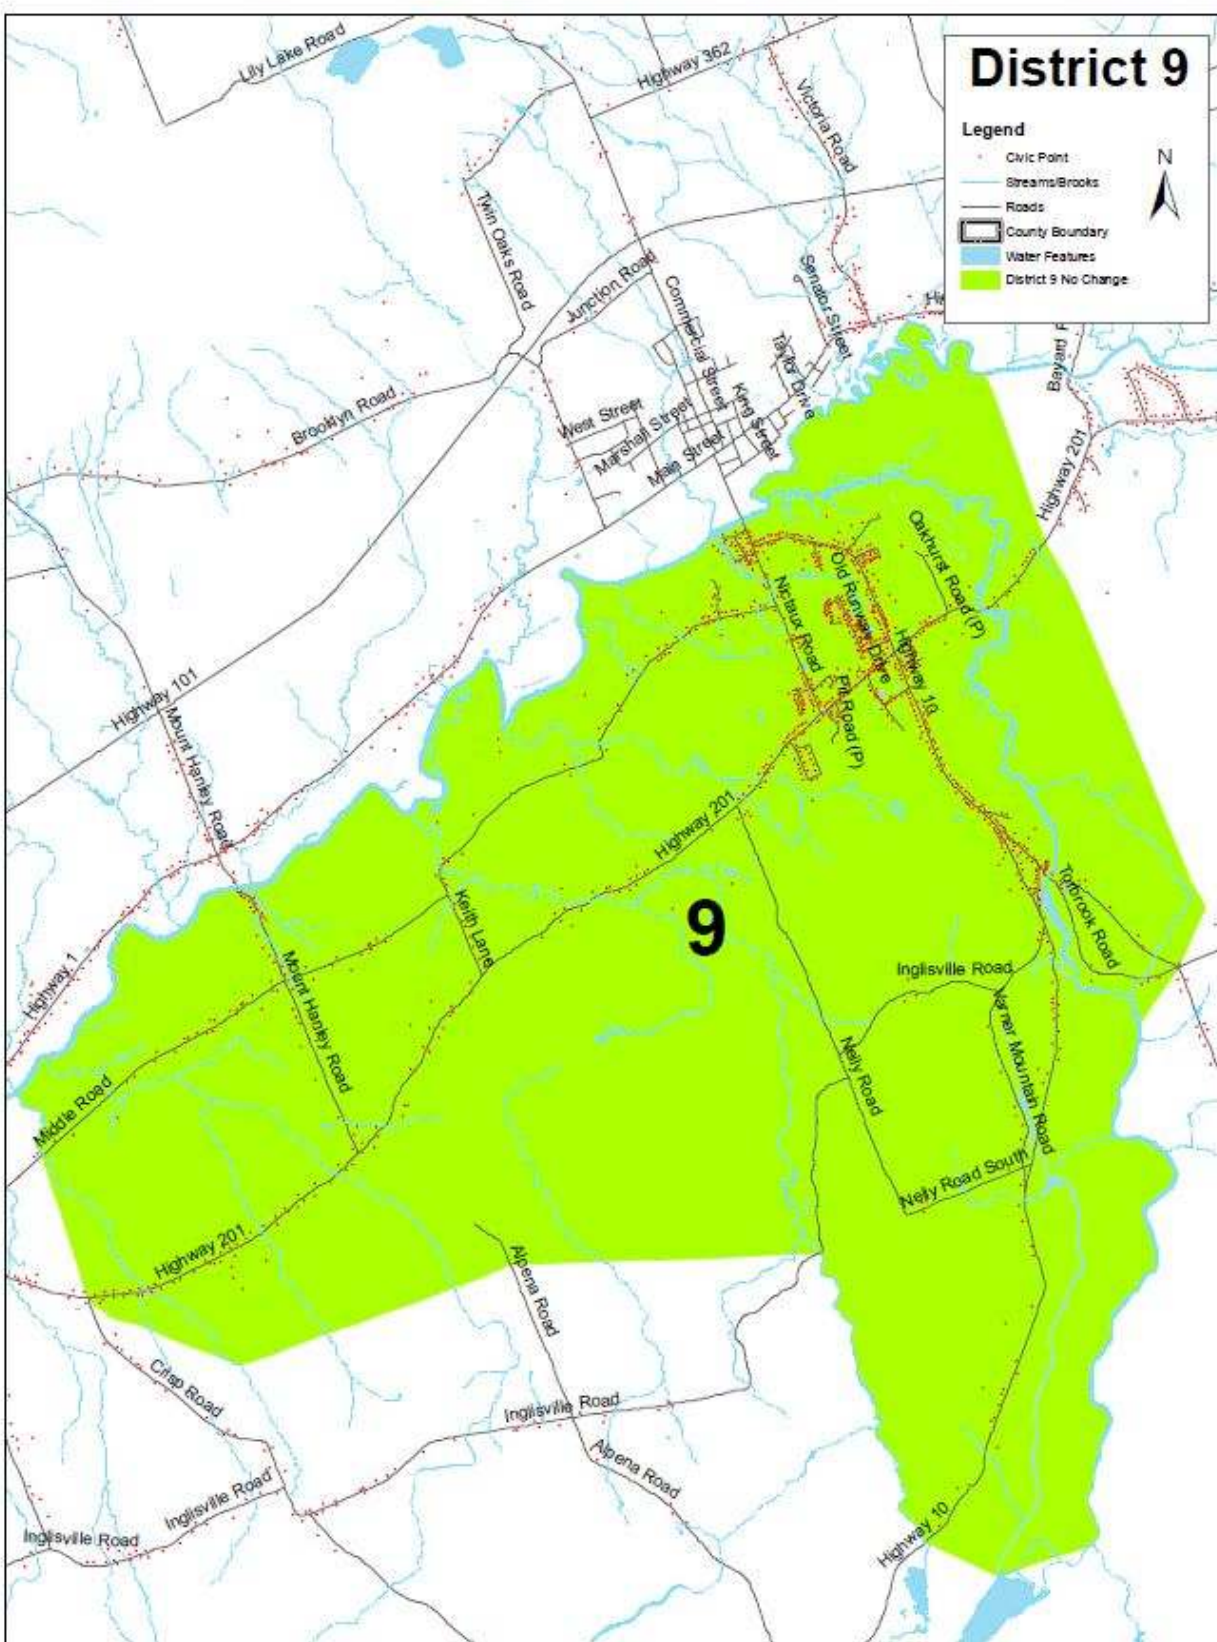 District 9
Legend
Civic Point
Streams/Brooks
Roads
County Boundary
Water Features
District 9 No Change
N
Lily Lake Road
Highway 362
Victoria Road
Twin Oaks Road
Junction Road
Commercial Street
Senator Street
Taylor Drive
King Street
West Street
Marshall Street
Main Street
Brooklyn Road
Bayard
Highway 201
Oakhurst Road (P)
Old Runway Drive
Nictaux Road
Highway 10
Pit Road (P)
Highway 101
Mount Hanley Road
Highway 201
Keith Lane
9
Torbrook Road
Inglisville Road
Highway 1
Mount Hanley Road
Varner Mountain Road
Nelly Road
Middle Road
Nelly Road South
Highway 201
Alpena Road
Crisp Road
Inglisville Road
Alpena Road
Inglisville Road
Inglisville Road
Highway 10